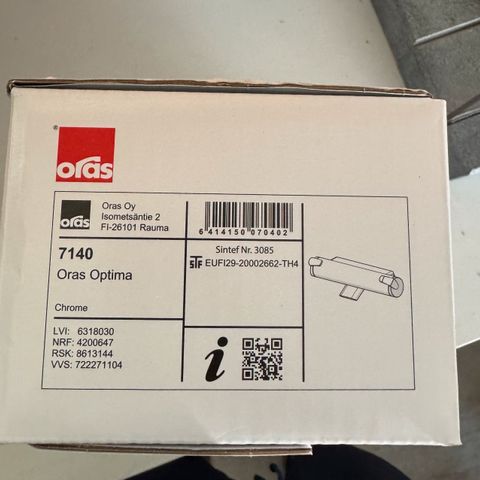 ®
oras
oras
Oras Oy
Isometsäntie 2
FI-26101 Rauma
6 414150 070402
7140
Oras Optima
Sintef Nr. 3085
STF EUFI29-20002662-TH4
Chrome
LVI: 6318030
NRF: 4200647
RSK: 8613144
VVS: 722271104
i